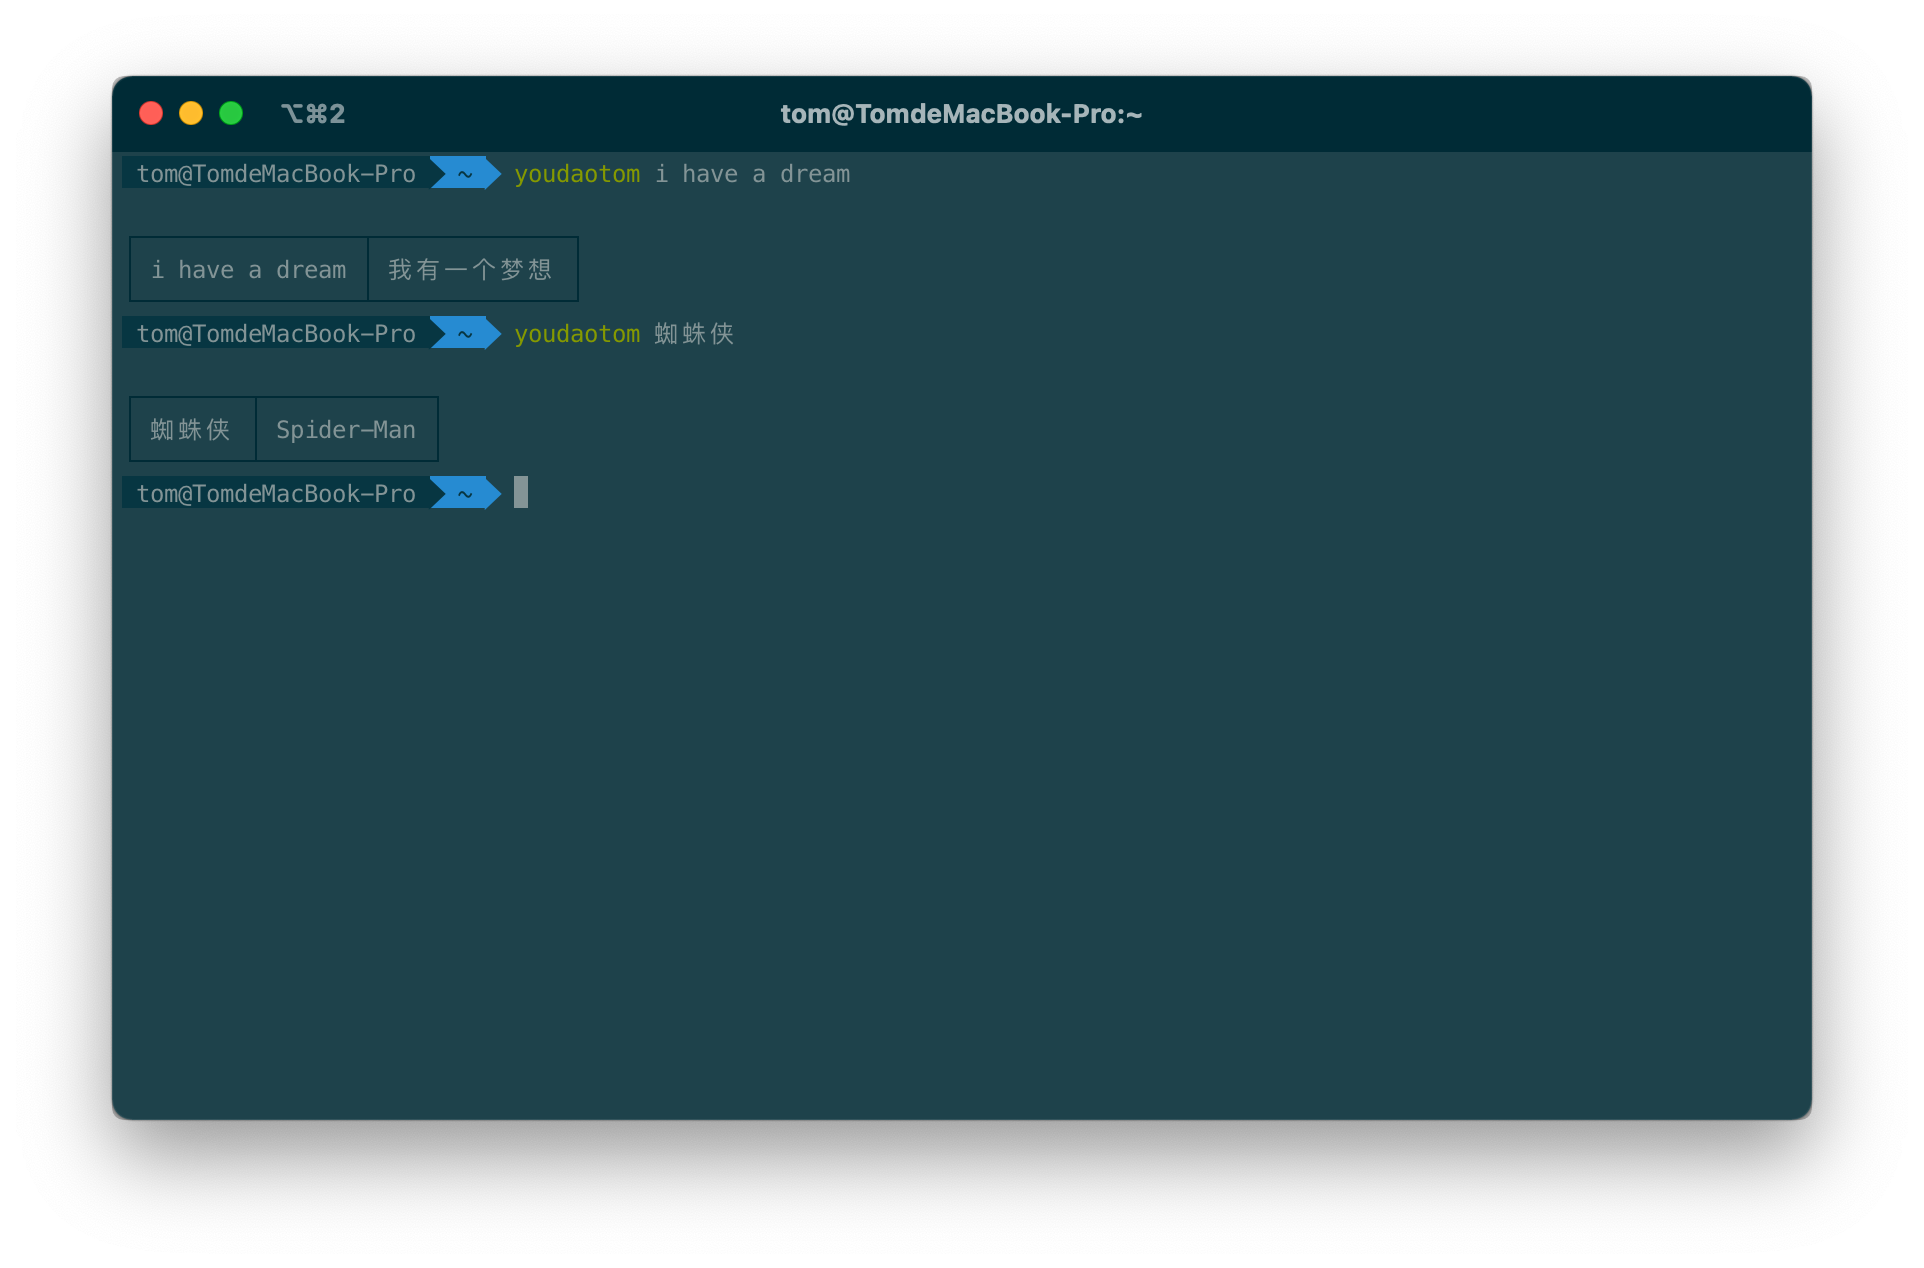 ⌥⌘2 tom@TomdeMacBook-Pro:~
tom@TomdeMacBook-Pro ~ youdaotom i have a dream
i have a dream 我有一个梦想
tom@TomdeMacBook-Pro ~ youdaotom 蜘蛛侠
蜘蛛侠 Spider-Man
tom@TomdeMacBook-Pro ~